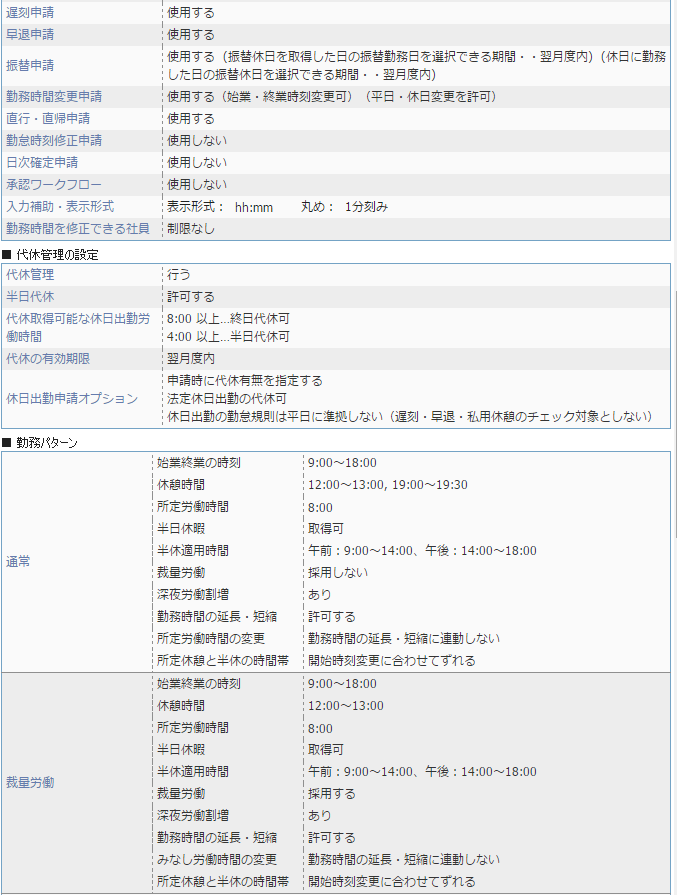 遅刻申請 使用する
早退申請 使用する
振替申請 使用する (振替休日を取得した日の振替勤務日を選択できる期間・・翌月度内) (休日に勤務
した日の振替休日を選択できる期間・・翌月度内)
勤務時間変更申請 使用する（始業・終業時刻変更可）（平日・休日変更を許可）
直行・直帰申請 使用する
勤怠時刻修正申請 使用しない
日次確定申請 使用しない
承認ワークフロー 使用しない
入力補助・表示形式 表示形式： hh:mm 丸め： 1分刻み
勤務時間を修正できる社員 制限なし
■ 代休管理の設定
代休管理 行う
半日代休 許可する
代休取得可能な休日出勤労 8:00 以上...終日代休可
働時間 4:00 以上...半日代休可
代休の有効期限 翌月度内
申請時に代休有無を指定する
休日出勤申請オプション 法定休日出勤の代休可
休日出勤の勤怠規則は平日に準拠しない（遅刻・早退・私用休憩のチェック対象としない）
■ 勤務パターン
始業終業の時刻 9:00～18:00
休憩時間 12:00～13:00, 19:00～19:30
所定労働時間 8:00
半日休暇 取得可
通常 半休適用時間 午前：9:00～14:00、午後：14:00～18:00
裁量労働 採用しない
深夜労働割増 あり
勤務時間の延長・短縮 許可する
所定労働時間の変更 勤務時間の延長・短縮に連動しない
所定休憩と半休の時間帯 開始時刻変更に合わせてずれる
始業終業の時刻 9:00～18:00
休憩時間 12:00～13:00
所定労働時間 8:00
半日休暇 取得可
裁量労働 半休適用時間 午前：9:00～14:00、午後：14:00～18:00
裁量労働 採用する
深夜労働割増 あり
勤務時間の延長・短縮 許可する
みなし労働時間の変更 勤務時間の延長・短縮に連動しない
所定休憩と半休の時間帯 開始時刻変更に合わせてずれる